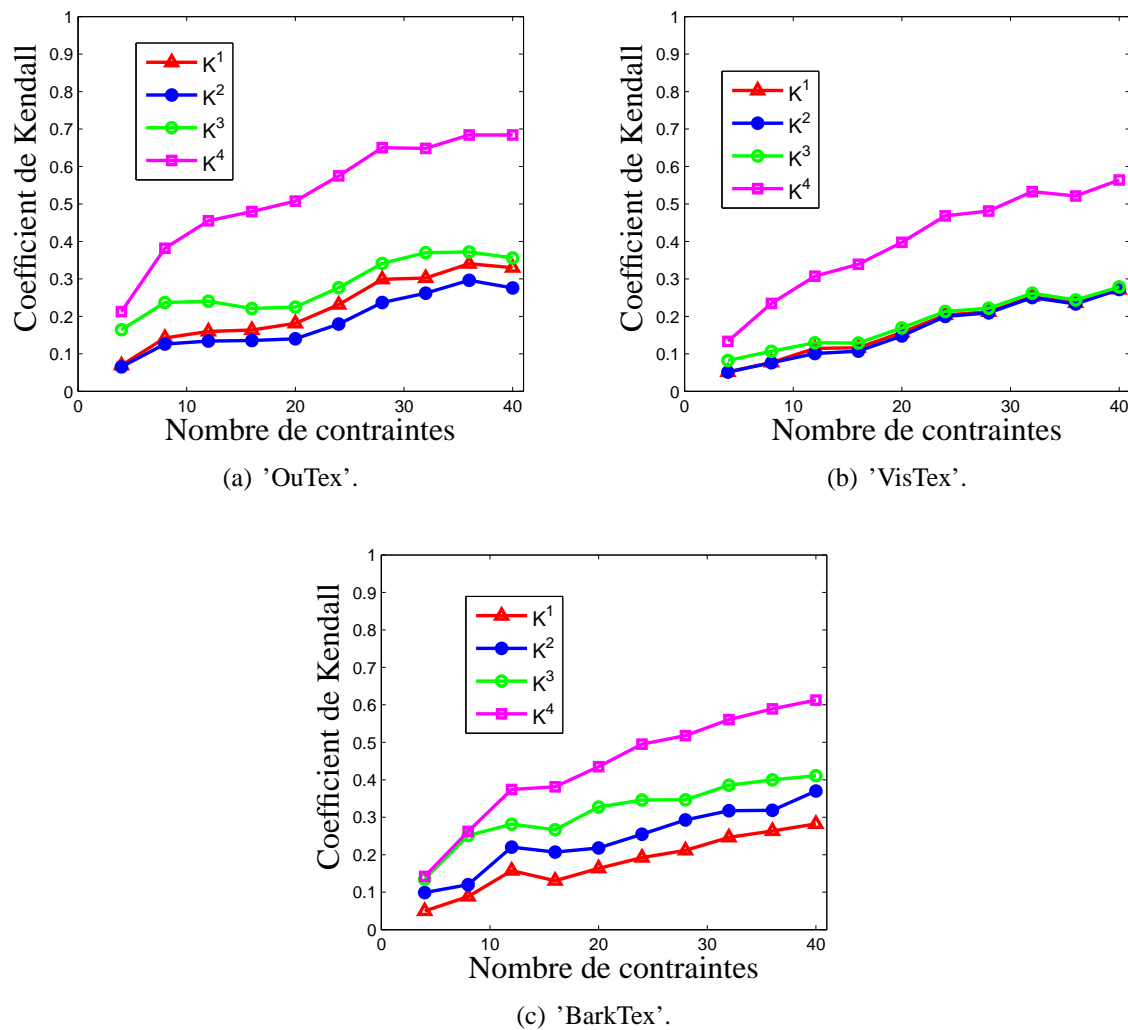 1
0.9
0.8
0.7
0.6
0.5
0.4
0.3
0.2
0.1
0
0 10 20 30 40
Coefficient de Kendall
Nombre de contraintes
K¹
K²
K³
K⁴
(a) ’OuTex’.
1
0.9
0.8
0.7
0.6
0.5
0.4
0.3
0.2
0.1
0
0 10 20 30 40
Coefficient de Kendall
Nombre de contraintes
K¹
K²
K³
K⁴
(b) ’VisTex’.
1
0.9
0.8
0.7
0.6
0.5
0.4
0.3
0.2
0.1
0
0 10 20 30 40
Coefficient de Kendall
Nombre de contraintes
K¹
K²
K³
K⁴
(c) ’BarkTex’.